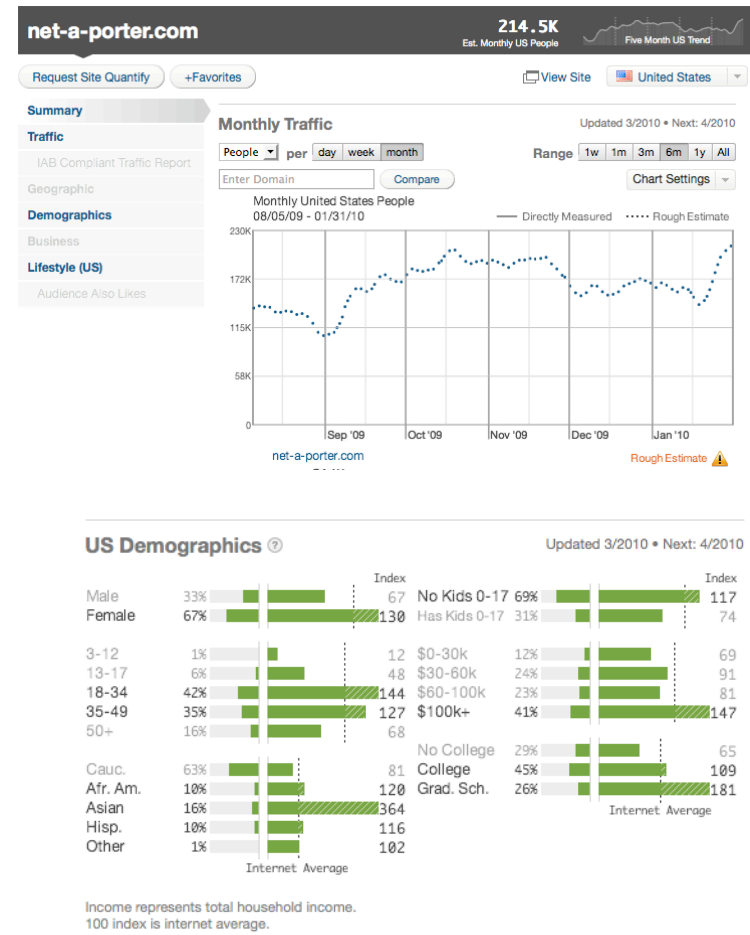 net-a-porter.com
214.5K
Est. Monthly US People
Five Month US Trend
Request Site Quantify
+Favorites
View Site
United States
Summary
Traffic
IAB Compliant Traffic Report
Geographic
Demographics
Business
Lifestyle (US)
Audience Also Likes
Monthly Traffic
Updated 3/2010 • Next: 4/2010
People per day week month
Range 1w 1m 3m 6m 1y All
Enter Domain Compare
Chart Settings
Monthly United States People
08/05/09 - 01/31/10
Directly Measured Rough Estimate
230K
172K
115K
58K
0
Sep '09 Oct '09 Nov '09 Dec '09 Jan '10
net-a-porter.com
Rough Estimate
US Demographics ?
Updated 3/2010 • Next: 4/2010
Index
Male 33% 67
Female 67% 130
3-12 1% 12
13-17 6% 48
18-34 42% 144
35-49 35% 127
50+ 16% 68
Cauc. 63% 81
Afr. Am. 10% 120
Asian 16% 364
Hisp. 10% 116
Other 1% 102
Internet Average
Index
No Kids 0-17 69% 117
Has Kids 0-17 31% 74
$0-30k 12% 69
$30-60k 24% 91
$60-100k 23% 81
$100k+ 41% 147
No College 29% 65
College 45% 109
Grad. Sch. 26% 181
Internet Average
Income represents total household income.
100 index is internet average.